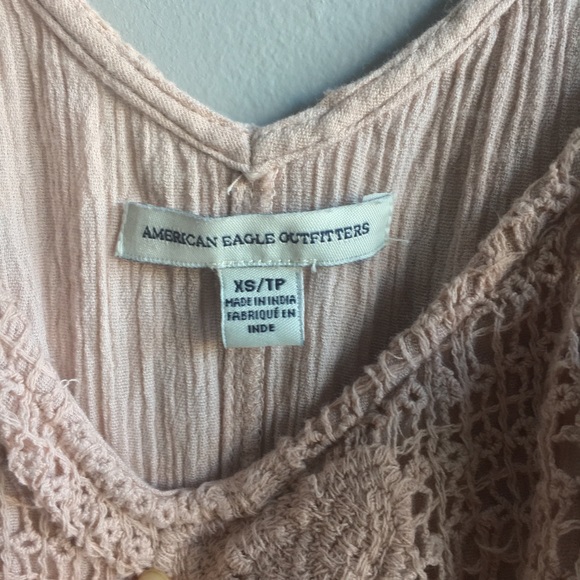 AMERICAN EAGLE OUTFITTERS
XS/TP
MADE IN INDIA
FABRIQUÉ EN
INDE